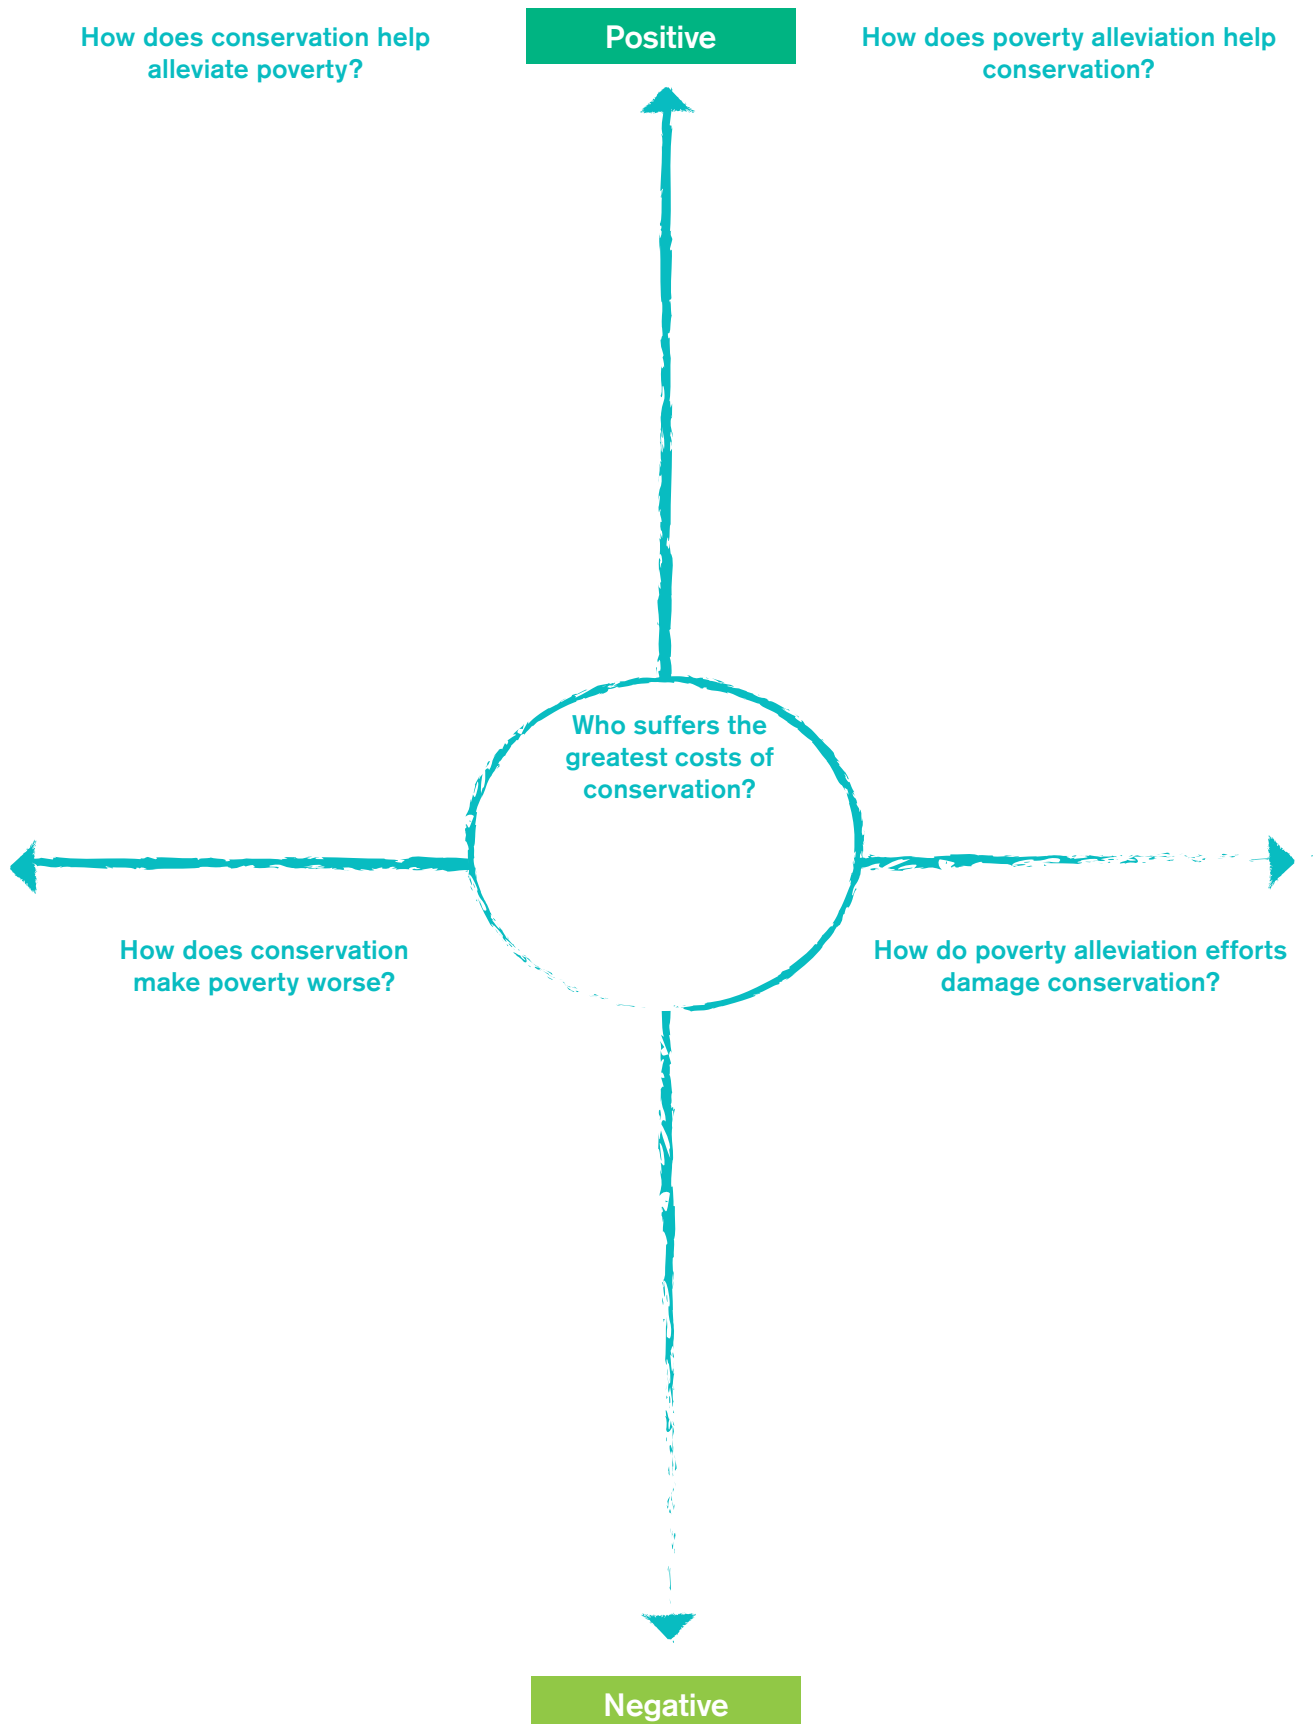 How does conservation help
alleviate poverty?
Positive
How does poverty alleviation help
conservation?
Who suffers the
greatest costs of
conservation?
How does conservation
make poverty worse?
How do poverty alleviation efforts
damage conservation?
Negative